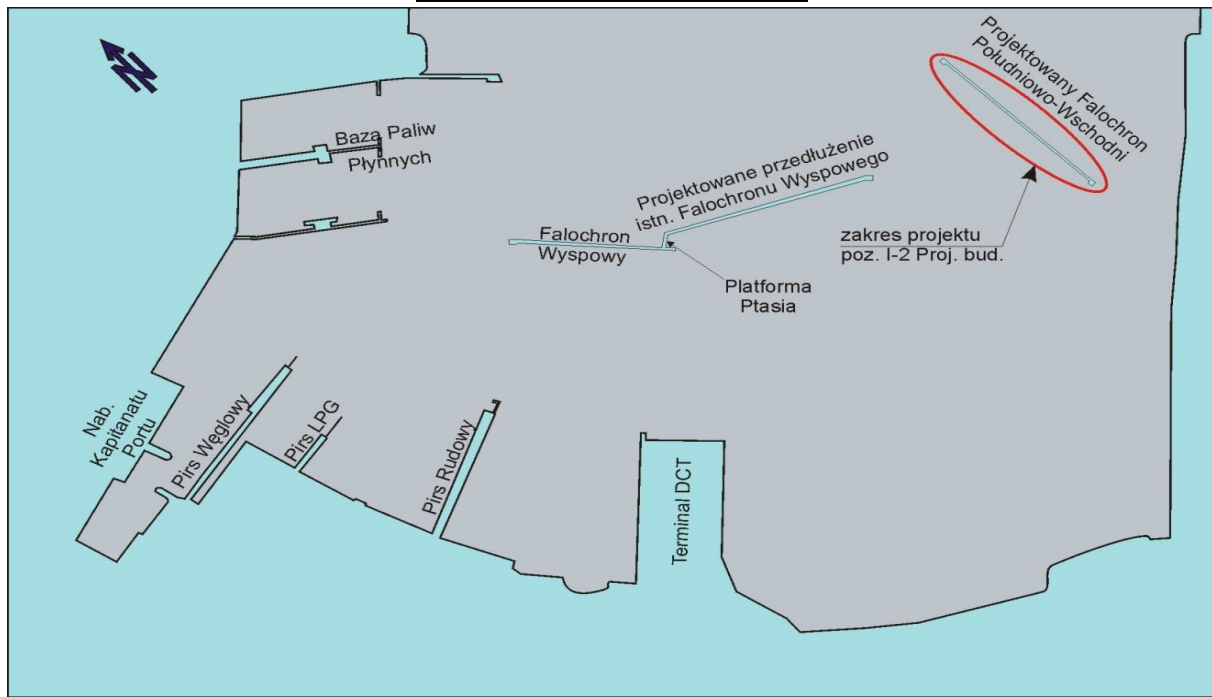 N
Baza Paliw
Płynnych
Projektowane przedłużenie
istn. Falochronu Wyspowego
Projektowany Falochron
Południowo-Wschodni
Falochron
Wyspowy
zakres projektu
poz. I-2 Proj. bud.
Platforma
Ptasia
Nab.
Kapitanatu
Portu
Pirs Węglowy
Pirs LPG
Pirs Rudowy
Terminal DCT